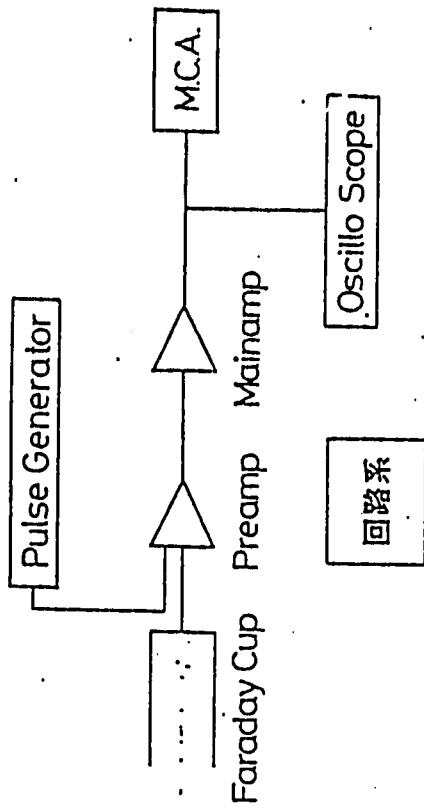 Pulse Generator
M.C.A.
Faraday Cup
Preamp
Mainamp
Oscillo Scope
回路系